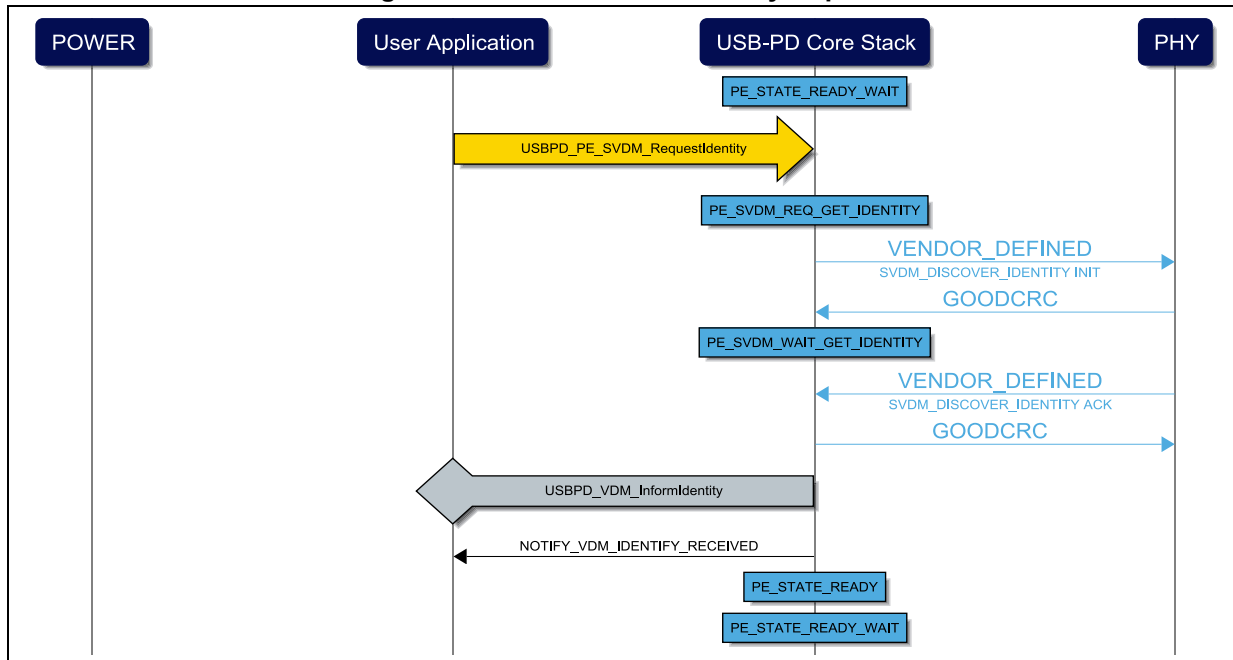 POWER
User Application
USB-PD Core Stack
PHY
PE_STATE_READY_WAIT
USBPD_PE_SVDM_RequestIdentity
PE_SVDM_REQ_GET_IDENTITY
VENDOR_DEFINED
SVDM_DISCOVER_IDENTITY INIT
GOODCRC
PE_SVDM_WAIT_GET_IDENTITY
VENDOR_DEFINED
SVDM_DISCOVER_IDENTITY ACK
GOODCRC
USBPD_VDM_InformIdentity
NOTIFY_VDM_IDENTIFY_RECEIVED
PE_STATE_READY
PE_STATE_READY_WAIT